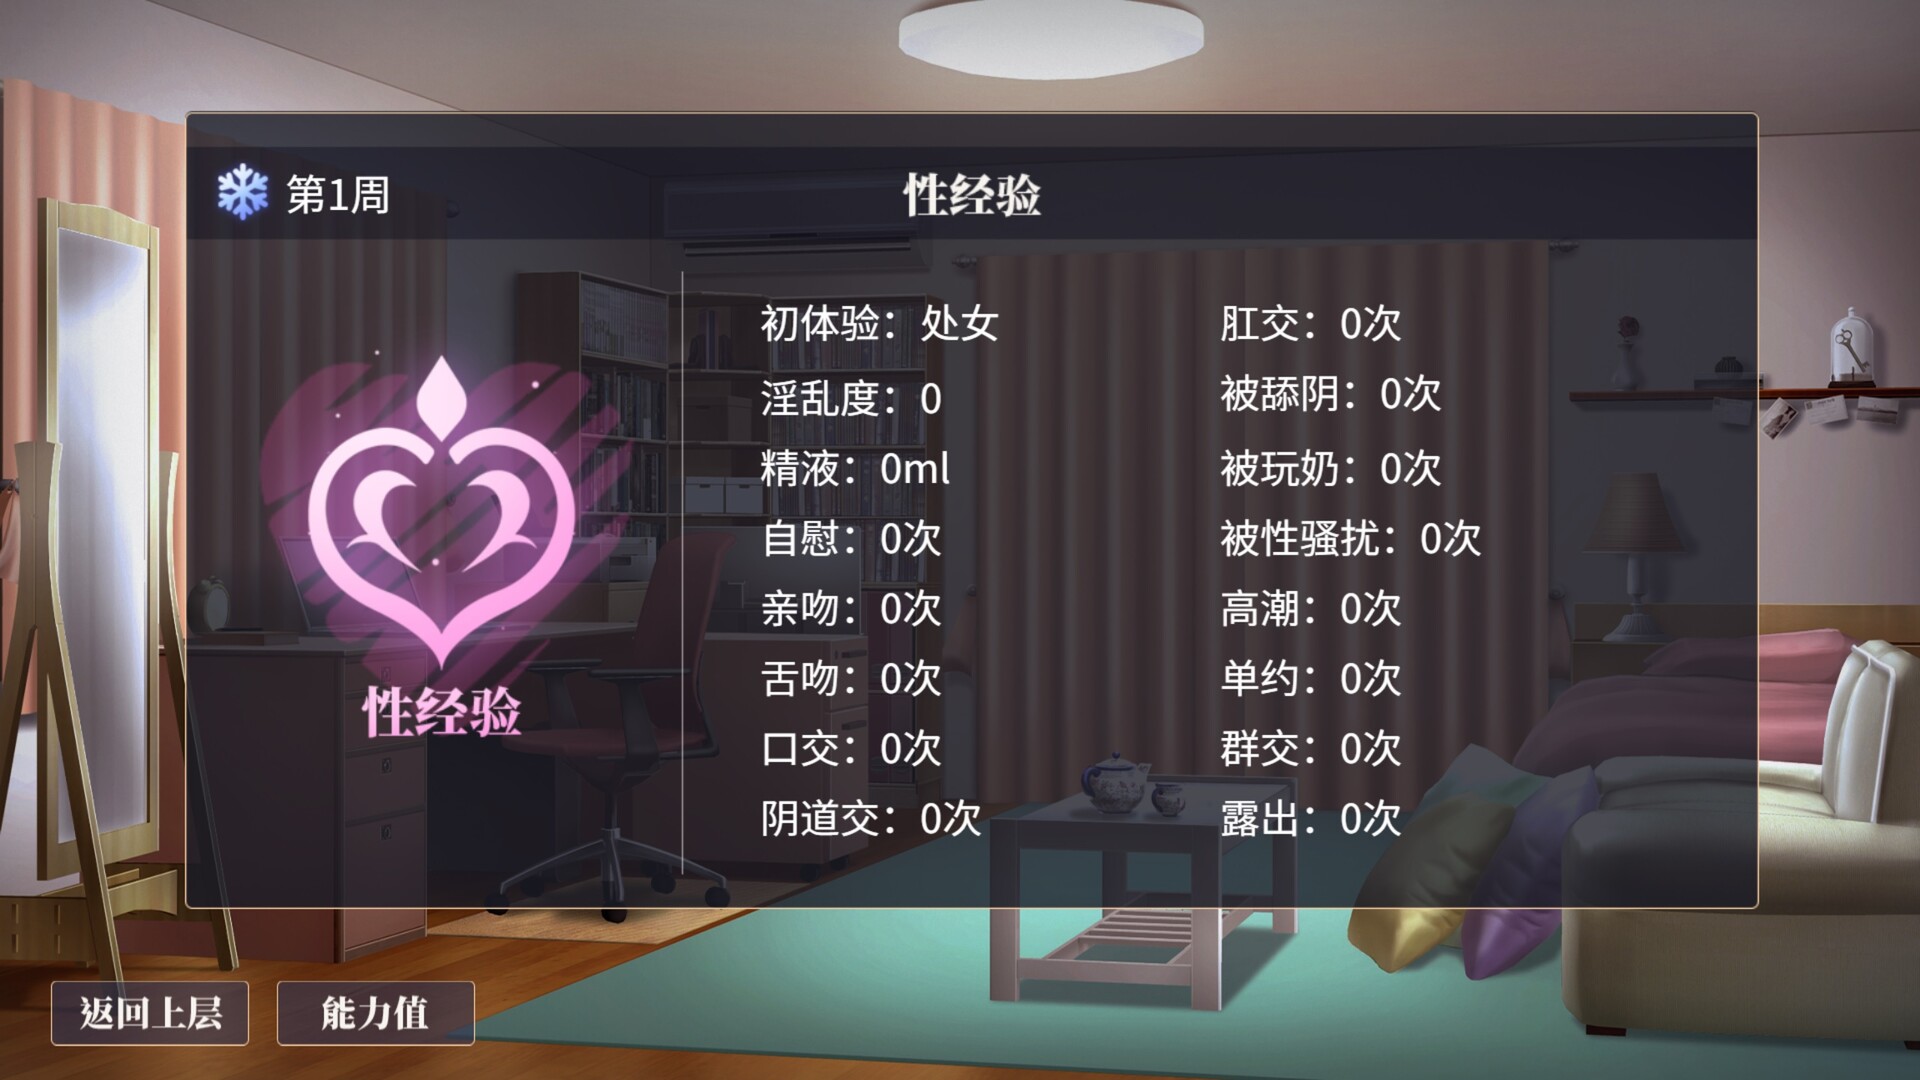 第1周
性经验
性经验
初体验：处女
淫乱度：0
精液：0ml
自慰：0次
亲吻：0次
舌吻：0次
口交：0次
阴道交：0次
肛交：0次
被舔阴：0次
被玩奶：0次
被性骚扰：0次
高潮：0次
单约：0次
群交：0次
露出：0次
返回上层
能力值